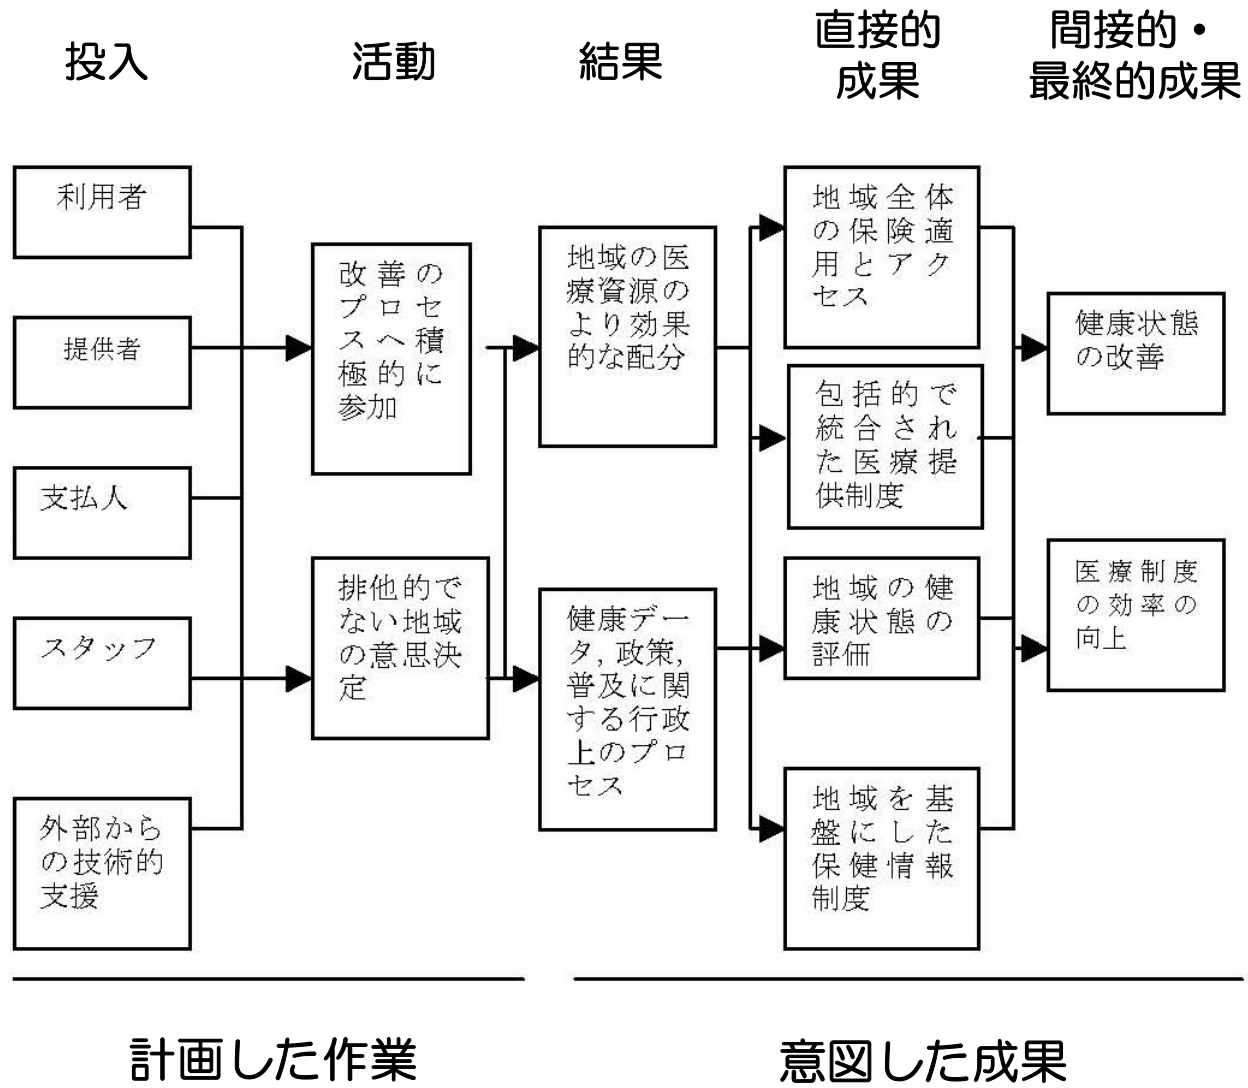 投入
活動
結果
直接的
成果
間接的・
最終的成果
利用者
提供者
支払人
スタッフ
外部から
の技術的
支援
改善の
プロセ
スへ積
極的に
参加
排他的で
ない地域
の意思決
定
地域の医
療資源の
より効果
的な配分
健康デー
タ,政策,
普及に関
する行政
上のプロ
セス
地域全体
の保険適
用とアク
セス
包括的で
統合され
た医療提
供制度
地域の健
康状態の
評価
地域を基
盤にした
保健情報
制度
健康状態
の改善
医療制度
の効率の
向上
計画した作業
意図した成果